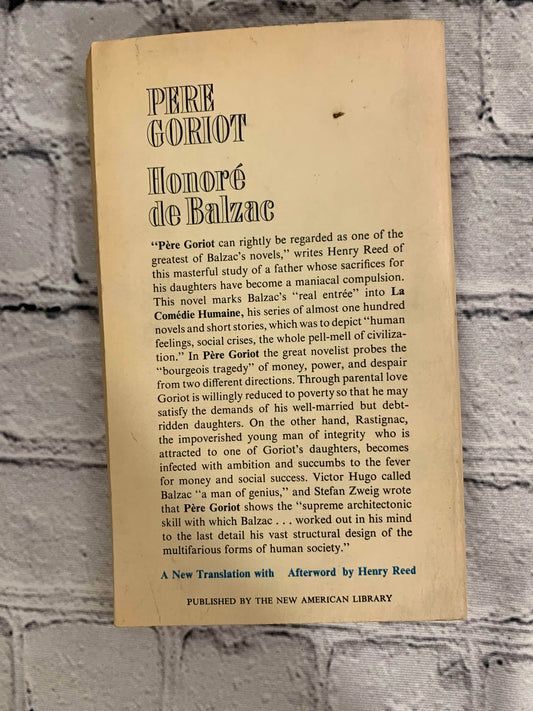 PERE
GORIOT
Honoré
de Balzac
"Père Goriot can rightly be regarded as one of the
greatest of Balzac's novels," writes Henry Reed of
this masterful study of a father whose sacrifices for
his daughters have become a maniacal compulsion.
This novel marks Balzac's "real entrée" into La
Comédie Humaine, his series of almost one hundred
novels and short stories, which was to depict "human
feelings, social crises, the whole pell-mell of civiliza-
tion." In Père Goriot the great novelist probes the
"bourgeois tragedy" of money, power, and despair
from two different directions. Through parental love
Goriot is willingly reduced to poverty so that he may
satisfy the demands of his well-married but debt-
ridden daughters. On the other hand, Rastignac,
the impoverished young man of integrity who is
attracted to one of Goriot's daughters, becomes
infected with ambition and succumbs to the fever
for money and social success. Victor Hugo called
Balzac "a man of genius," and Stefan Zweig wrote
that Père Goriot shows the "supreme architectonic
skill with which Balzac . . . worked out in his mind
to the last detail his vast structural design of the
multifarious forms of human society."
A New Translation with Afterword by Henry Reed
PUBLISHED BY THE NEW AMERICAN LIBRARY